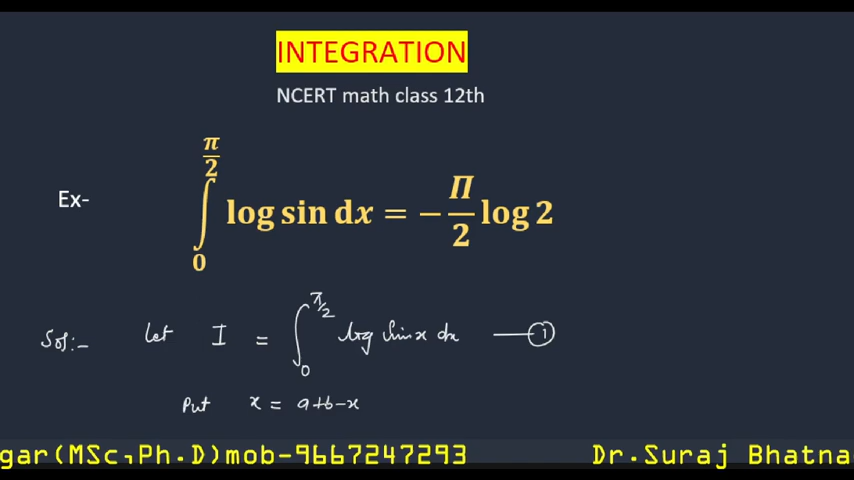 INTEGRATION
NCERT math class 12th
Ex- ∫₀^(π/2) log sin dx = −Π/2 log 2
Sol:- let I = ∫₀^(π/2) log Sinx dx —①
Put x = a+b-x
gar(MSc,Ph.D)mob-9667247293 Dr.Suraj Bhatna